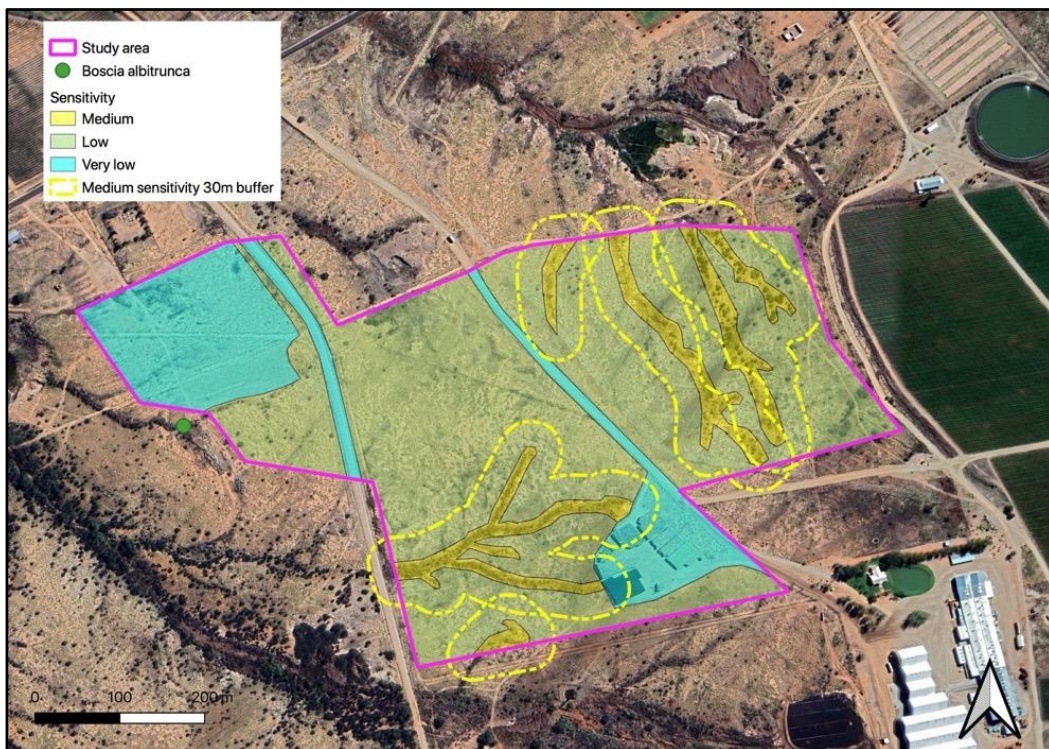 Study area
Boscia albitrunca
Sensitivity
Medium
Low
Very low
Medium sensitivity 30m buffer
0 100 200 m